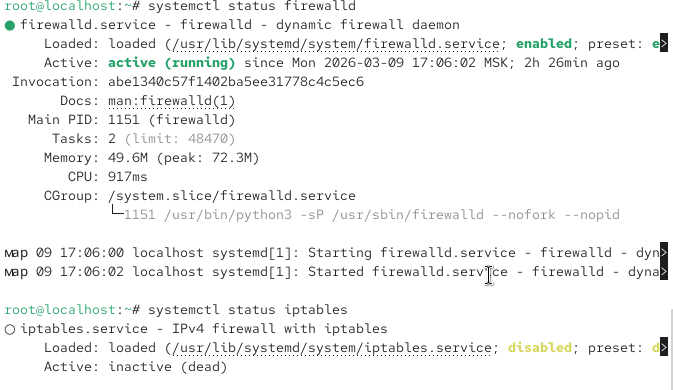 root@localhost:~# systemctl status firewalld
● firewalld.service - firewalld - dynamic firewall daemon
Loaded: loaded (/usr/lib/systemd/system/firewalld.service; enabled; preset: e>
Active: active (running) since Mon 2026-03-09 17:06:02 MSK; 2h 26min ago
Invocation: abe1340c57f1402ba5ee31778c4c5ec6
Docs: man:firewalld(1)
Main PID: 1151 (firewalld)
Tasks: 2 (limit: 48470)
Memory: 49.6M (peak: 72.3M)
CPU: 917ms
CGroup: /system.slice/firewalld.service
└─1151 /usr/bin/python3 -sP /usr/sbin/firewalld --nofork --nopid
мар 09 17:06:00 localhost systemd[1]: Starting firewalld.service - firewalld - dyn>
мар 09 17:06:02 localhost systemd[1]: Started firewalld.service - firewalld - dyna>
root@localhost:~# systemctl status iptables
○ iptables.service - IPv4 firewall with iptables
Loaded: loaded (/usr/lib/systemd/system/iptables.service; disabled; preset: d>
Active: inactive (dead)